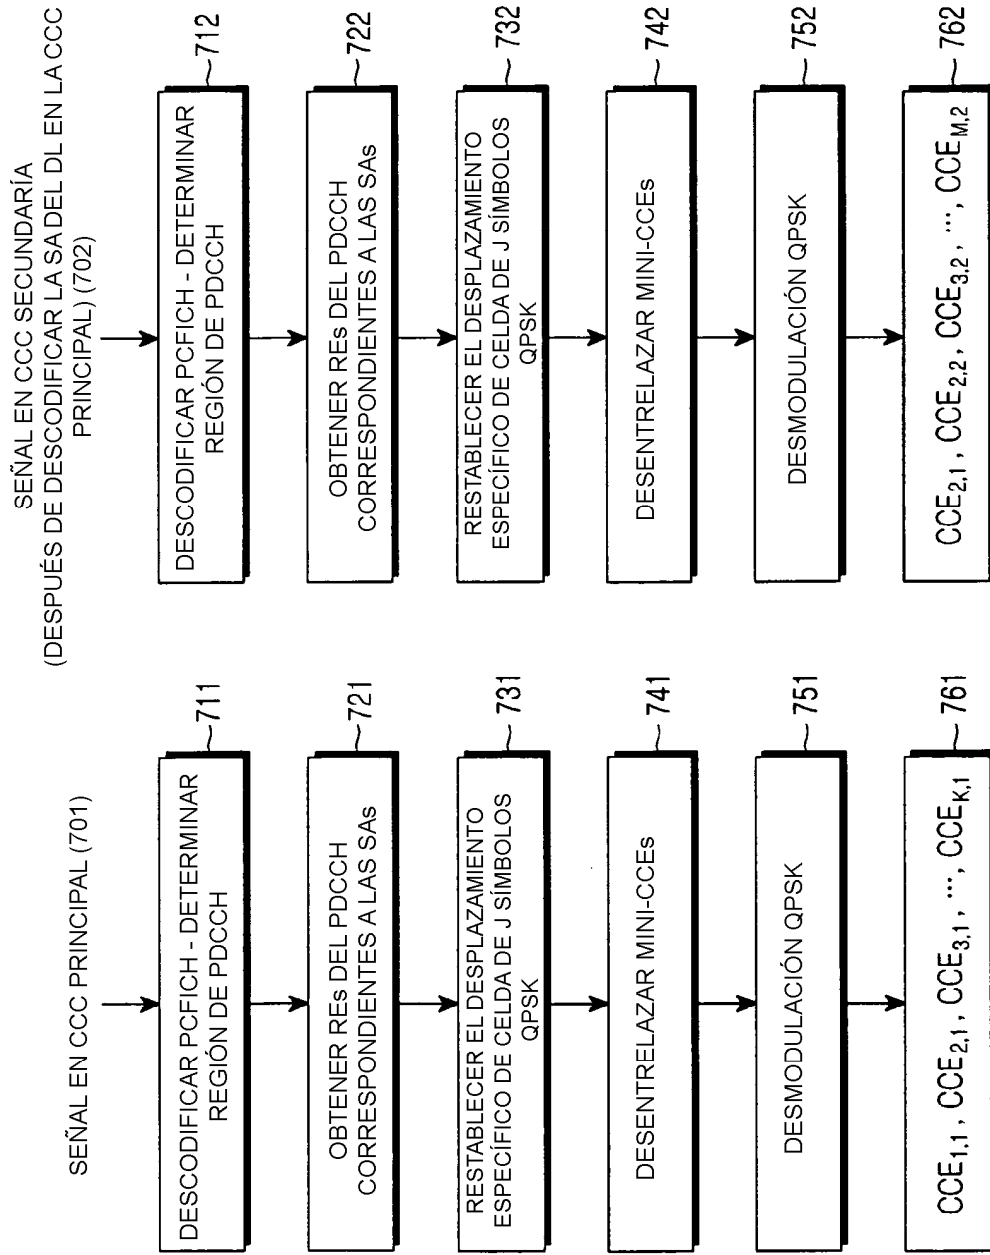 SEÑAL EN CCC PRINCIPAL (701)
DESCODIFICAR PCFICH - DETERMINAR
REGIÓN DE PDCCH
711
OBTENER REs DEL PDCCH
CORRESPONDIENTES A LAS SAs
721
RESTABLECER EL DESPLAZAMIENTO
ESPECÍFICO DE CELDA DE J SÍMBOLOS
QPSK
731
DESENTRELAZAR MINI-CCEs
741
DESMODULACIÓN QPSK
751
CCE1,1, CCE2,1, CCE3,1, ···, CCEK,1
761
SEÑAL EN CCC SECUNDARÍA
(DESPUÉS DE DESCODIFICAR LA SA DEL DL EN LA CCC
PRINCIPAL) (702)
DESCODIFICAR PCFICH - DETERMINAR
REGIÓN DE PDCCH
712
OBTENER REs DEL PDCCH
CORRESPONDIENTES A LAS SAs
722
RESTABLECER EL DESPLAZAMIENTO
ESPECÍFICO DE CELDA DE J SÍMBOLOS
QPSK
732
DESENTRELAZAR MINI-CCEs
742
DESMODULACIÓN QPSK
752
CCE2,1, CCE2,2, CCE3,2, ···, CCEM,2
762